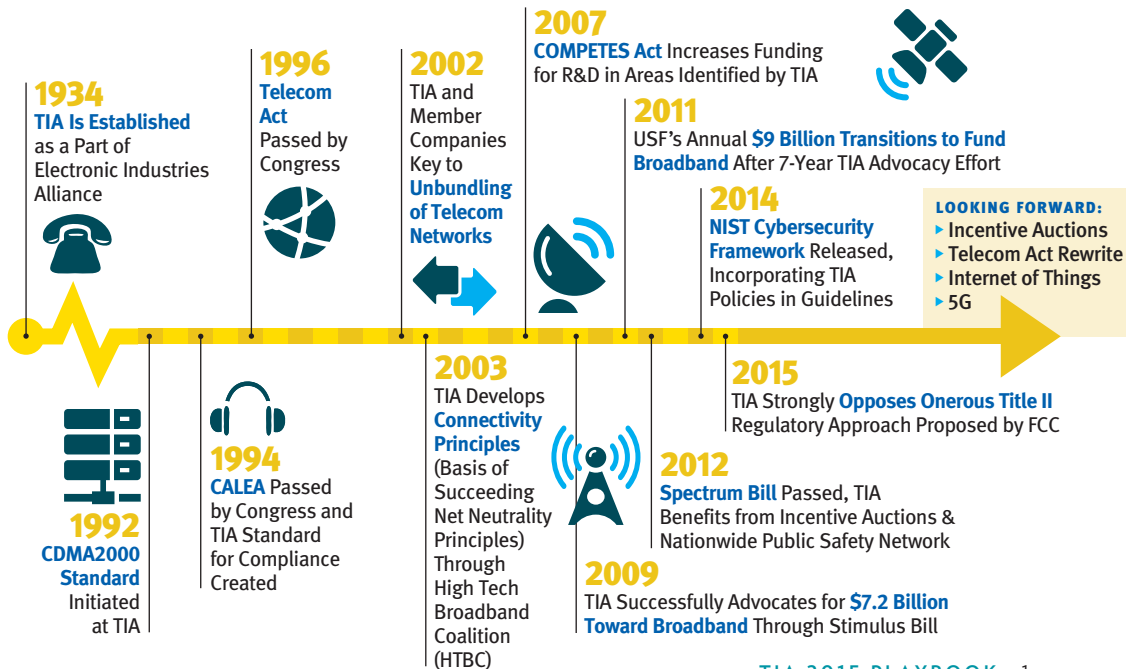 1934
TIA Is Established
as a Part of
Electronic Industries
Alliance
1996
Telecom
Act
Passed by
Congress
2002
TIA and
Member
Companies
Key to
Unbundling
of Telecom
Networks
2007
COMPETES Act Increases Funding
for R&D in Areas Identified by TIA
2011
USF's Annual $9 Billion Transitions to Fund
Broadband After 7-Year TIA Advocacy Effort
2014
NIST Cybersecurity
Framework Released,
Incorporating TIA
Policies in Guidelines
LOOKING FORWARD:
▸ Incentive Auctions
▸ Telecom Act Rewrite
▸ Internet of Things
▸ 5G
1992
CDMA2000
Standard
Initiated
at TIA
1994
CALEA Passed
by Congress and
TIA Standard
for Compliance
Created
2003
TIA Develops
Connectivity
Principles
(Basis of
Succeeding
Net Neutrality
Principles)
Through
High Tech
Broadband
Coalition
(HTBC)
2009
TIA Successfully Advocates for $7.2 Billion
Toward Broadband Through Stimulus Bill
2012
Spectrum Bill Passed, TIA
Benefits from Incentive Auctions &
Nationwide Public Safety Network
2015
TIA Strongly Opposes Onerous Title II
Regulatory Approach Proposed by FCC
TIA 2015 PLAYBOOK 1